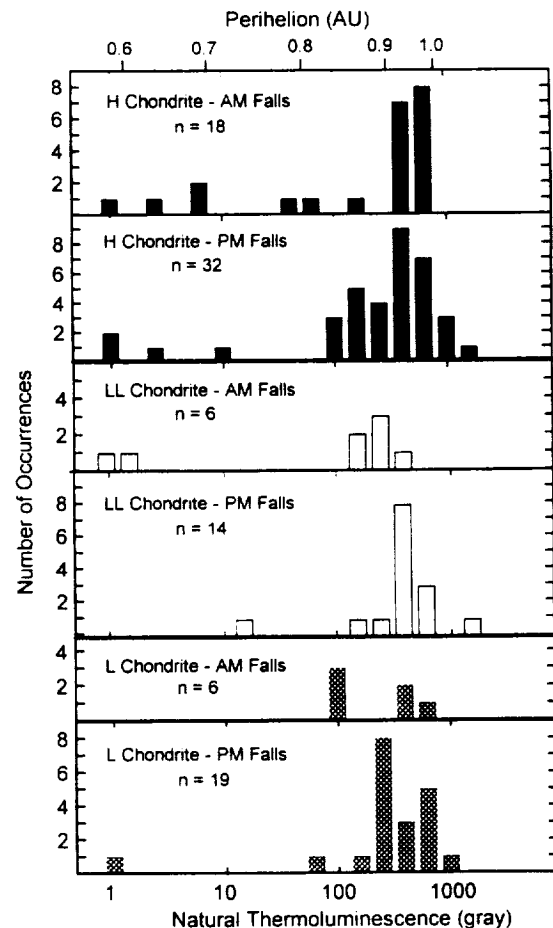 Perihelion (AU)
0.6 0.7 0.8 0.9 1.0
Number of Occurrences
H Chondrite - AM Falls
n = 18
8
6
4
2
H Chondrite - PM Falls
n = 32
8
6
4
2
LL Chondrite - AM Falls
n = 6
4
2
LL Chondrite - PM Falls
n = 14
8
6
4
2
L Chondrite - AM Falls
n = 6
4
2
L Chondrite - PM Falls
n = 19
8
6
4
2
1 10 100 1000
Natural Thermoluminescence (gray)